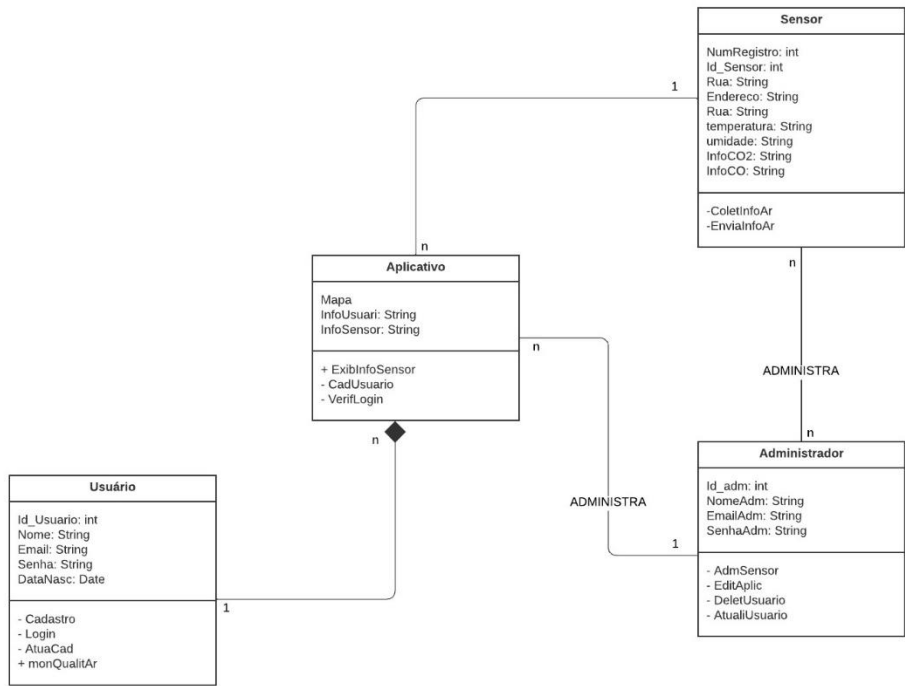 Sensor
NumRegistro: int
Id_Sensor: int
Rua: String
Endereco: String
Rua: String
temperatura: String
umidade: String
InfoCO2: String
InfoCO: String
-ColetInfoAr
-EnviaInfoAr
1
n
n
Aplicativo
Mapa
InfoUsuari: String
InfoSensor: String
+ ExibInfoSensor
- CadUsuario
- VerifLogin
n
n
ADMINISTRA
n
Administrador
Id_adm: int
NomeAdm: String
EmailAdm: String
SenhaAdm: String
- AdmSensor
- EditAplic
- DeletUsuario
- AtualiUsuario
ADMINISTRA
1
Usuário
Id_Usuario: int
Nome: String
Email: String
Senha: String
DataNasc: Date
- Cadastro
- Login
- AtuaCad
+ monQualitAr
1